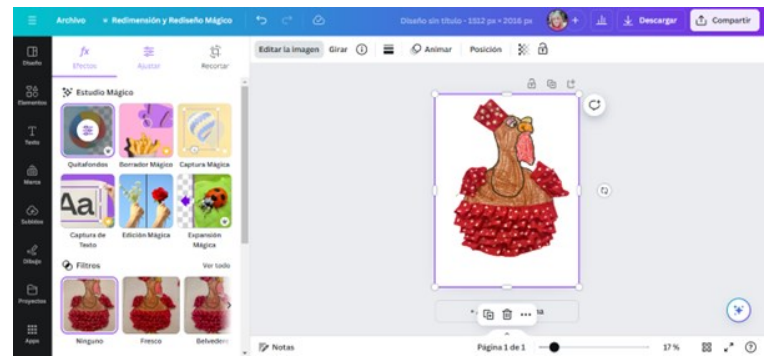 Archivo
Redimensión y Rediseño Mágico
Diseño sin título - 1512 px × 2016 px
Descargar
Compartir
Diseño
Elementos
Texto
Marca
Subidos
Dibujo
Proyectos
Apps
Efectos
Ajustar
Recortar
Editar la imagen
Girar
Animar
Posición
Estudio Mágico
Quitafondos
Borrador Mágico
Captura Mágica
Aa
Captura de Texto
Edición Mágica
Expansión Mágica
Filtros
Ver todo
Ninguno
Fresco
Belvedere
Notas
Página 1 de 1
17 %